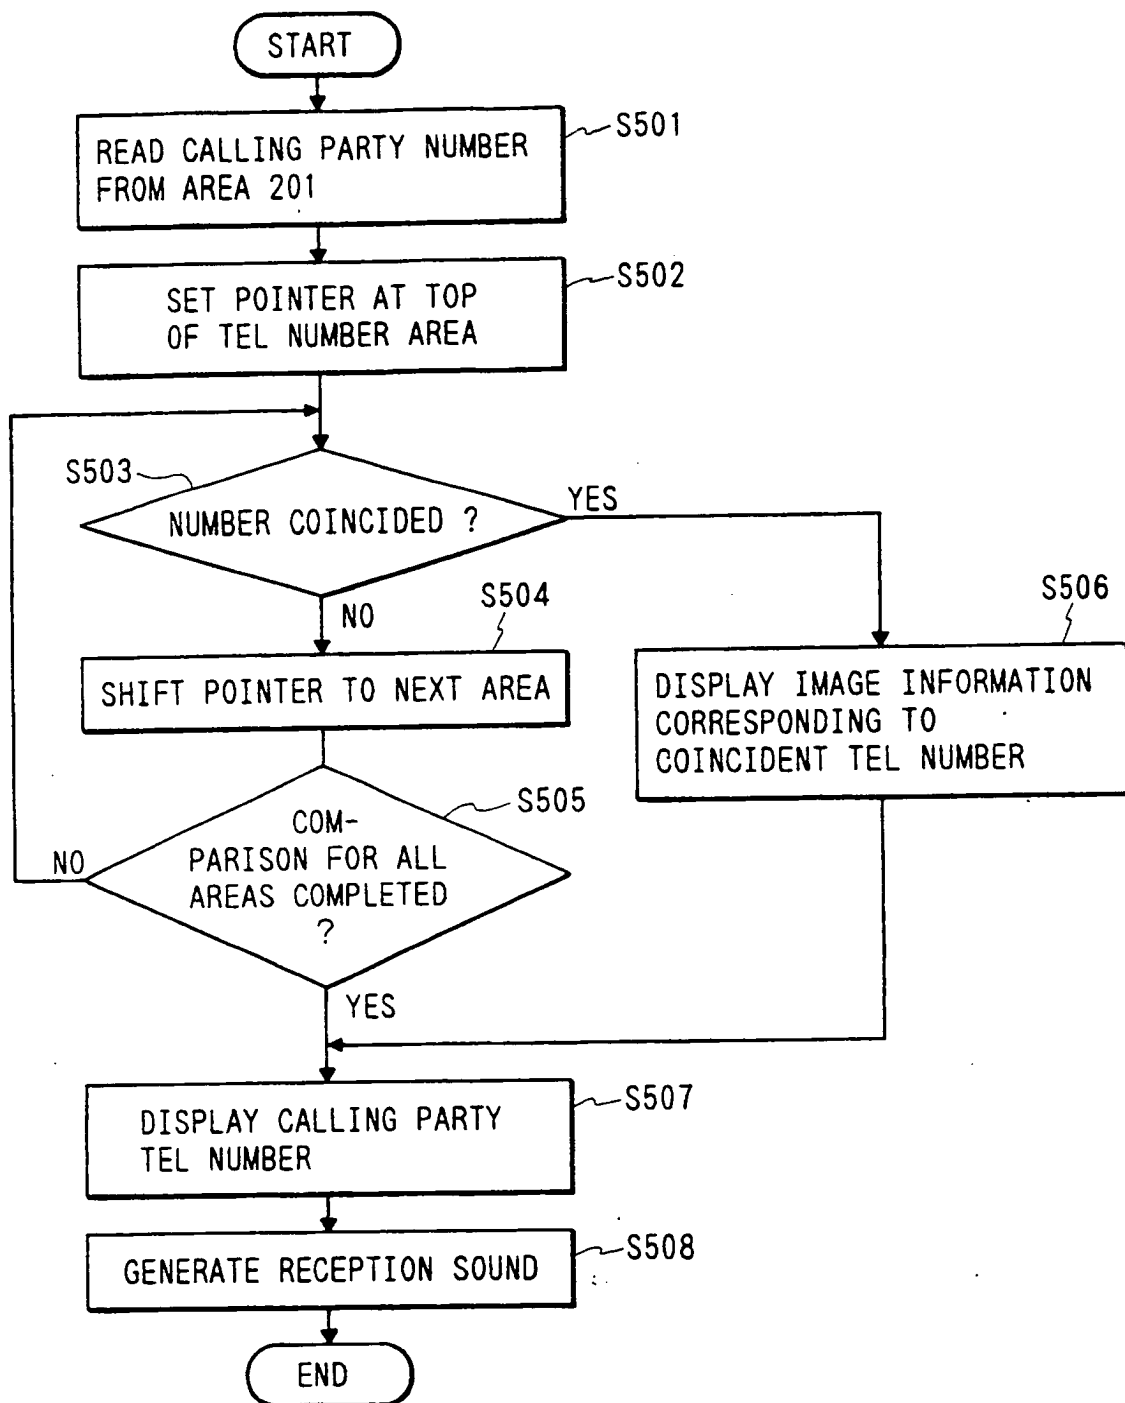 START
READ CALLING PARTY NUMBER
FROM AREA 201
S501
SET POINTER AT TOP
OF TEL NUMBER AREA
S502
S503
NUMBER COINCIDED ?
YES
NO
S504
SHIFT POINTER TO NEXT AREA
S506
DISPLAY IMAGE INFORMATION
CORRESPONDING TO
COINCIDENT TEL NUMBER
S505
COM-
PARISON FOR ALL
AREAS COMPLETED
?
NO
YES
DISPLAY CALLING PARTY
TEL NUMBER
S507
GENERATE RECEPTION SOUND
S508
END